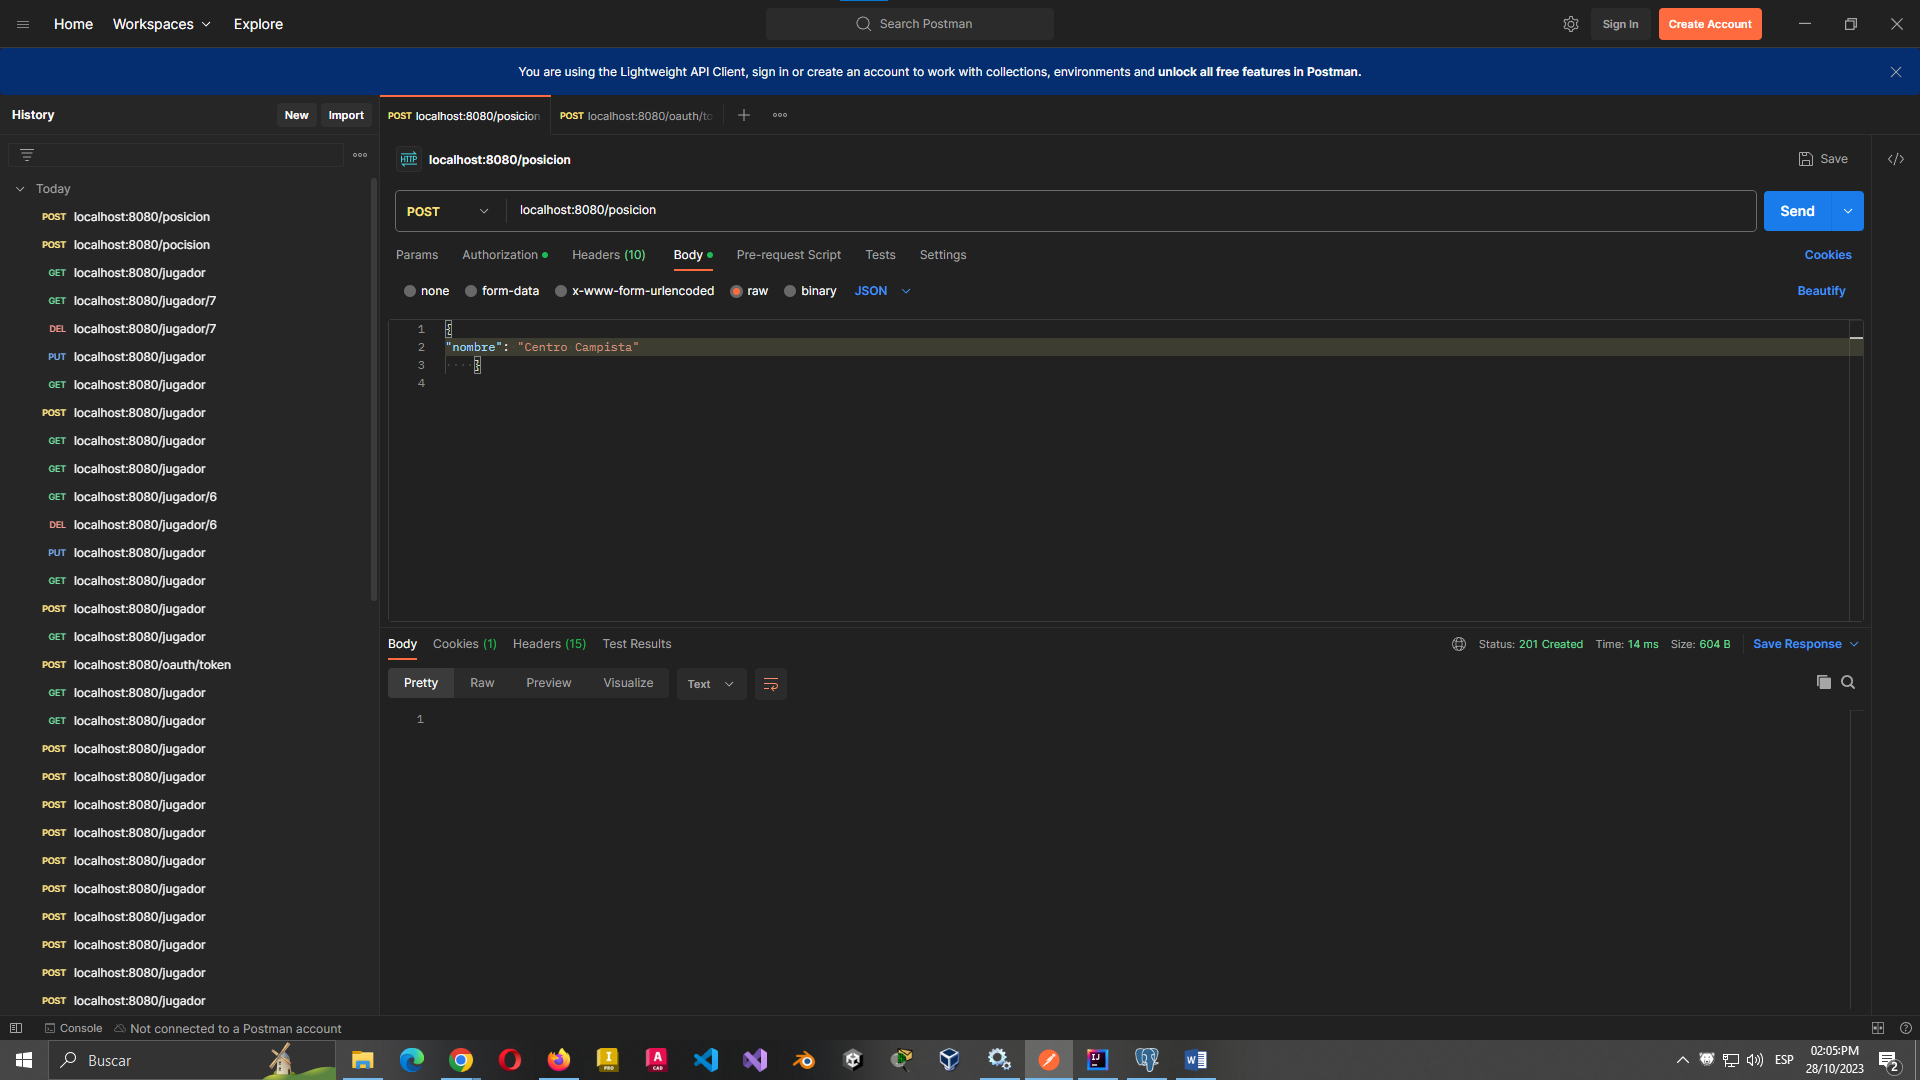 Home Workspaces Explore Search Postman Sign In Create Account
You are using the Lightweight API Client, sign in or create an account to work with collections, environments and unlock all free features in Postman.
History New Import
POST localhost:8080/posicion POST localhost:8080/oauth/to
HTTP localhost:8080/posicion Save
Today
POST localhost:8080/posicion
POST localhost:8080/pocision
GET localhost:8080/jugador
GET localhost:8080/jugador/7
DEL localhost:8080/jugador/7
PUT localhost:8080/jugador
GET localhost:8080/jugador
POST localhost:8080/jugador
GET localhost:8080/jugador
GET localhost:8080/jugador
GET localhost:8080/jugador/6
DEL localhost:8080/jugador/6
PUT localhost:8080/jugador
GET localhost:8080/jugador
POST localhost:8080/jugador
GET localhost:8080/jugador
POST localhost:8080/oauth/token
GET localhost:8080/jugador
GET localhost:8080/jugador
POST localhost:8080/jugador
POST localhost:8080/jugador
POST localhost:8080/jugador
POST localhost:8080/jugador
POST localhost:8080/jugador
POST localhost:8080/jugador
POST localhost:8080/jugador
POST localhost:8080/jugador
POST localhost:8080/jugador
POST localhost:8080/jugador
POST localhost:8080/posicion Send
Params Authorization Headers (10) Body Pre-request Script Tests Settings Cookies
none form-data x-www-form-urlencoded raw binary JSON Beautify
1 {
2 "nombre": "Centro Campista"
3 }
4
Body Cookies (1) Headers (15) Test Results Status: 201 Created Time: 14 ms Size: 604 B Save Response
Pretty Raw Preview Visualize Text
1
Console Not connected to a Postman account
Buscar ESP 02:05:PM
28/10/2023 2